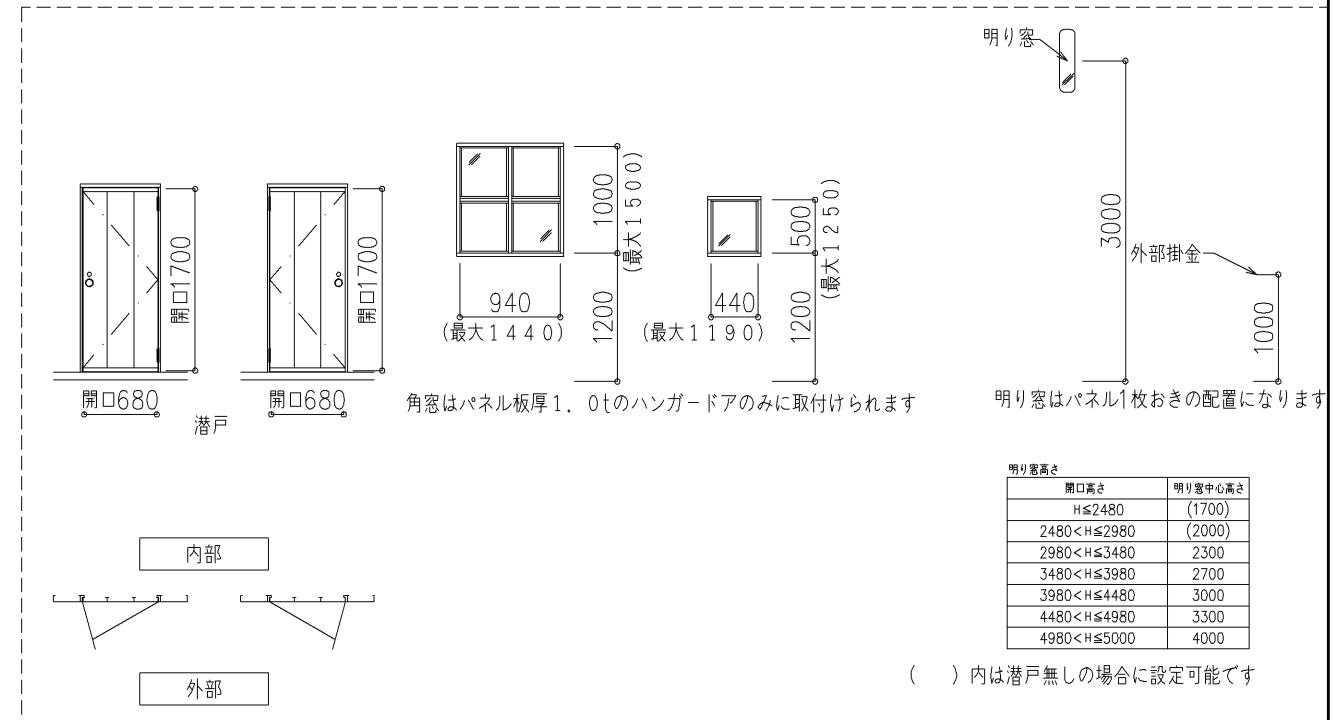 明り窓
3000
外部掛金
1000
明り窓はパネル1枚おきの配置になります
開口1700
開口1700
開口680
開口680
潜戸
1000
(最大1500)
940
(最大1440)
1200
500
(最大1250)
440
(最大1190)
1200
角窓はパネル板厚1.0tのハンガードアのみに取付けられます
明り窓高さ
開口高さ 明り窓中心高さ
H≦2480 (1700)
2480<H≦2980 (2000)
2980<H≦3480 2300
3480<H≦3980 2700
3980<H≦4480 3000
4480<H≦4980 3300
4980<H≦5000 4000
( )内は潜戸無しの場合に設定可能です
内部
外部